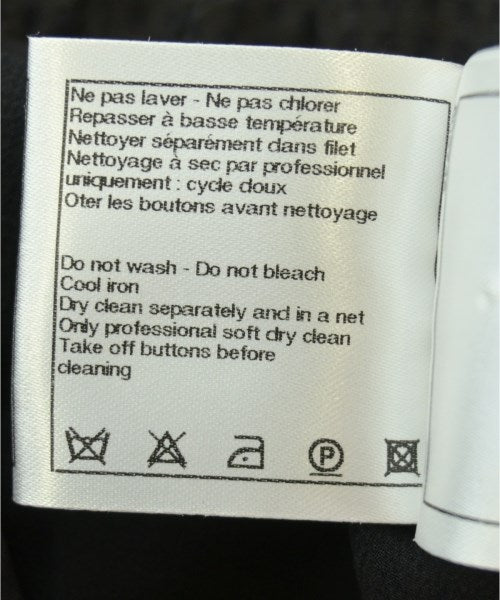 Ne pas laver - Ne pas chlorer
Repasser à basse température
Nettoyer séparément dans filet
Nettoyage à sec par professionnel
uniquement : cycle doux
Oter les boutons avant nettoyage
Do not wash - Do not bleach
Cool iron
Dry clean separately and in a net
Only professional soft dry clean
Take off buttons before
cleaning
P